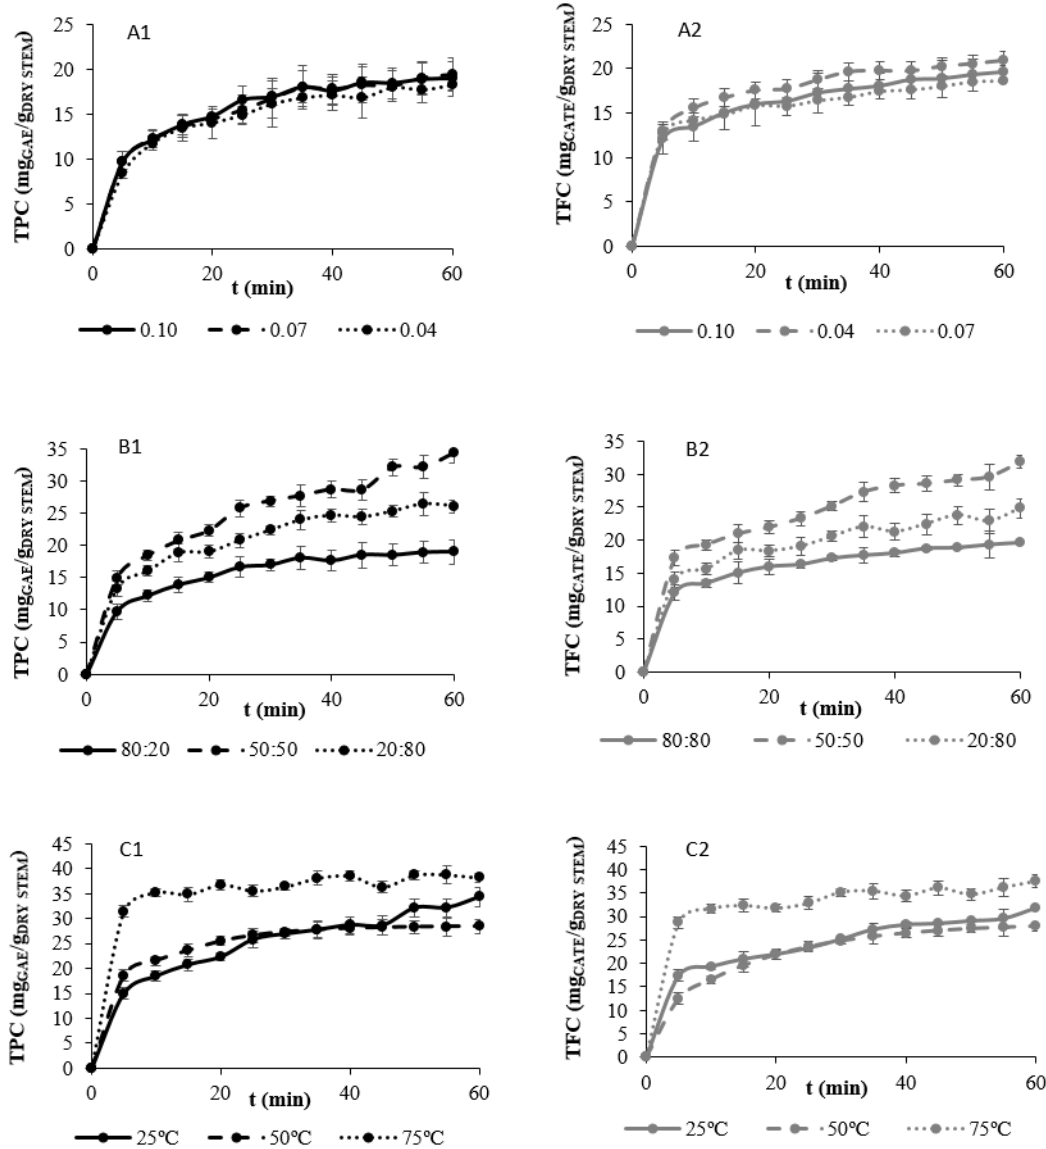 A1
TPC (mgGAE/gDRY STEM)
25
20
15
10
5
0
0 20 40 60
t (min)
0.10 0.07 0.04
A2
TFC (mgCATE/gDRY STEM)
25
20
15
10
5
0
0 20 40 60
t (min)
0.10 0.04 0.07
B1
TPC (mgGAE/gDRY STEM)
35
30
25
20
15
10
5
0
0 20 40 60
t (min)
80:20 50:50 20:80
B2
TFC (mgCATE/gDRY STEM)
35
30
25
20
15
10
5
0
0 20 40 60
t (min)
80:80 50:50 20:80
C1
TPC (mgGAE/gDRY STEM)
45
40
35
30
25
20
15
10
5
0
0 20 40 60
t (min)
25ºC 50ºC 75ºC
C2
TFC (mgCATE/gDRY STEM)
45
40
35
30
25
20
15
10
5
0
0 20 40 60
t (min)
25ºC 50ºC 75ºC